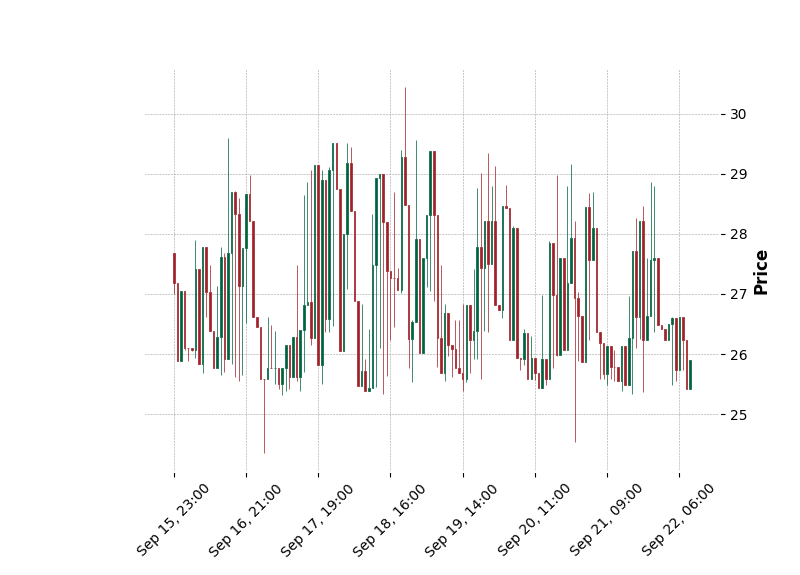 30
29
28
27
26
25
Price
Sep 15, 23:00
Sep 16, 21:00
Sep 17, 19:00
Sep 18, 16:00
Sep 19, 14:00
Sep 20, 11:00
Sep 21, 09:00
Sep 22, 06:00